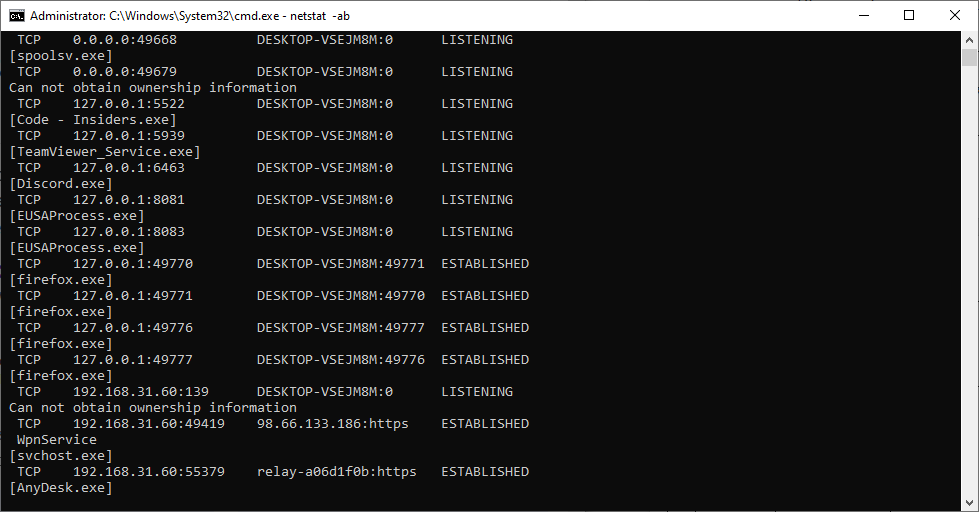 Administrator: C:\Windows\System32\cmd.exe - netstat -ab
TCP 0.0.0.0:49668 DESKTOP-VSEJM8M:0 LISTENING
[spoolsv.exe]
TCP 0.0.0.0:49679 DESKTOP-VSEJM8M:0 LISTENING
Can not obtain ownership information
TCP 127.0.0.1:5522 DESKTOP-VSEJM8M:0 LISTENING
[Code - Insiders.exe]
TCP 127.0.0.1:5939 DESKTOP-VSEJM8M:0 LISTENING
[TeamViewer_Service.exe]
TCP 127.0.0.1:6463 DESKTOP-VSEJM8M:0 LISTENING
[Discord.exe]
TCP 127.0.0.1:8081 DESKTOP-VSEJM8M:0 LISTENING
[EUSAProcess.exe]
TCP 127.0.0.1:8083 DESKTOP-VSEJM8M:0 LISTENING
[EUSAProcess.exe]
TCP 127.0.0.1:49770 DESKTOP-VSEJM8M:49771 ESTABLISHED
[firefox.exe]
TCP 127.0.0.1:49771 DESKTOP-VSEJM8M:49770 ESTABLISHED
[firefox.exe]
TCP 127.0.0.1:49776 DESKTOP-VSEJM8M:49777 ESTABLISHED
[firefox.exe]
TCP 127.0.0.1:49777 DESKTOP-VSEJM8M:49776 ESTABLISHED
[firefox.exe]
TCP 192.168.31.60:139 DESKTOP-VSEJM8M:0 LISTENING
Can not obtain ownership information
TCP 192.168.31.60:49419 98.66.133.186:https ESTABLISHED
WpnService
[svchost.exe]
TCP 192.168.31.60:55379 relay-a06d1f0b:https ESTABLISHED
[AnyDesk.exe]